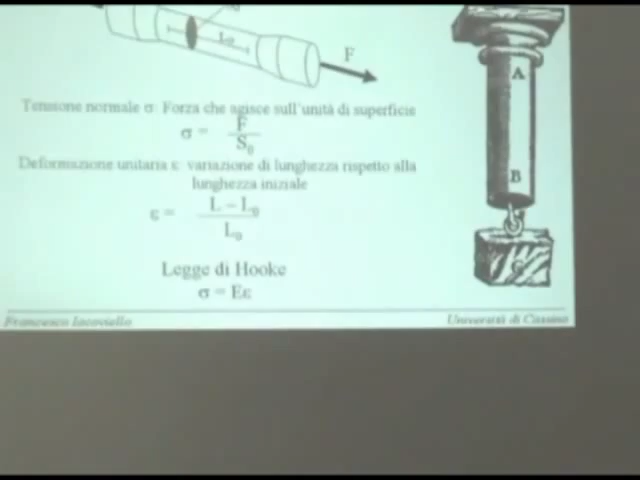 L₀
F
Tensione normale σ: Forza che agisce sull'unità di superficie
σ = F / S₀
Deformazione unitaria ε: variazione di lunghezza rispetto alla
lunghezza iniziale
ε = L – L₀ / L₀
Legge di Hooke
σ = Eε
A
B
Francesco Iacoviello
Università di Cassino